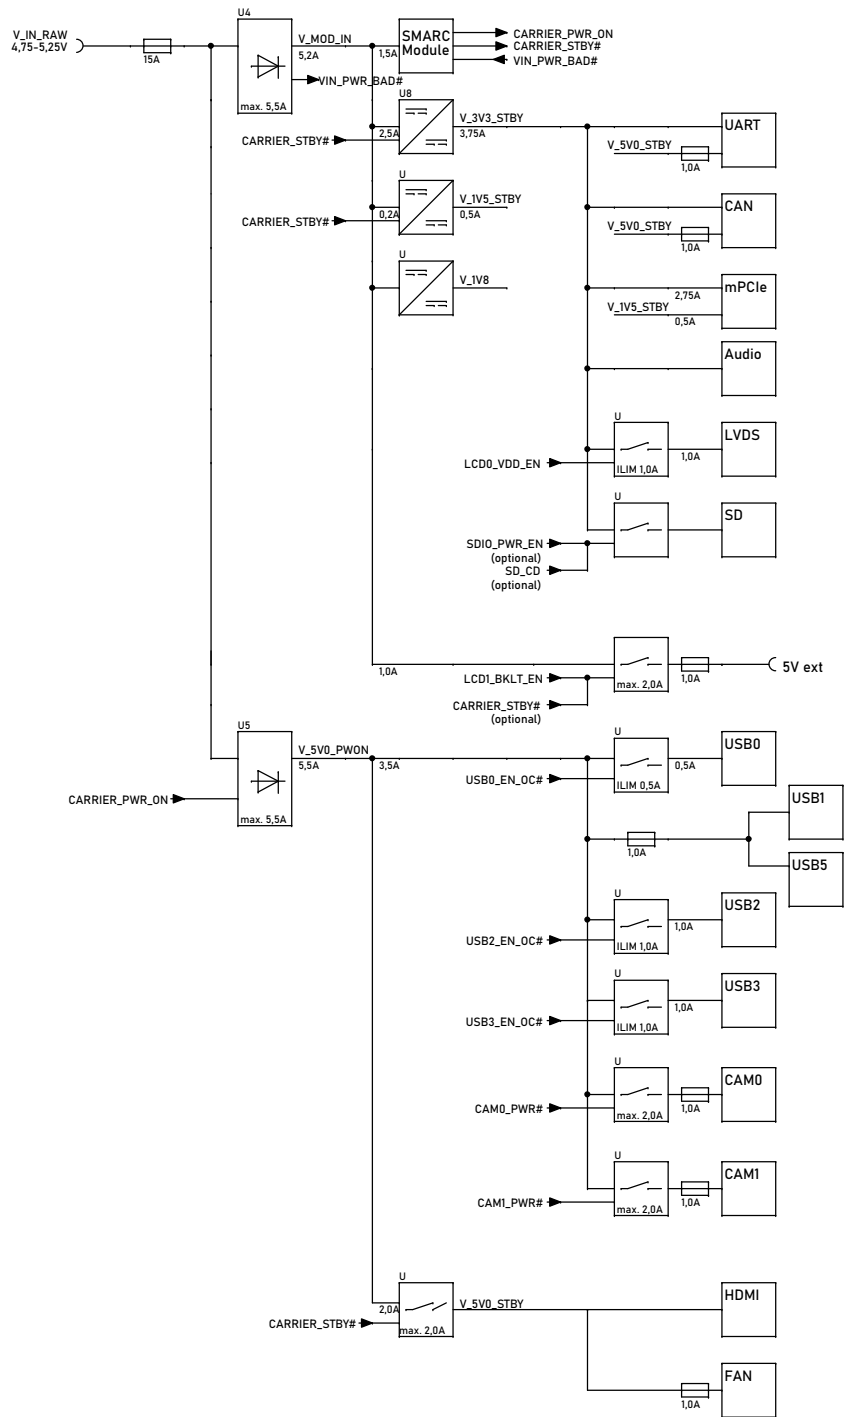 U4
V_IN_RAW
4,75-5,25V
15A
V_MOD_IN
5,2A
VIN_PWR_BAD#
max. 5,5A
1,5A
SMARC
Module
CARRIER_PWR_ON
CARRIER_STBY#
VIN_PWR_BAD#
U8
V_3V3_STBY
2,5A
3,75A
CARRIER_STBY#
UART
V_5V0_STBY
1,0A
U
V_1V5_STBY
0,2A
0,5A
CARRIER_STBY#
CAN
V_5V0_STBY
1,0A
U
V_1V8
mPCIe
2,75A
V_1V5_STBY
0,5A
Audio
U
LVDS
1,0A
LCD0_VDD_EN
ILIM 1,0A
U
SD
SDIO_PWR_EN
(optional)
SD_CD
(optional)
1,0A
LCD1_BKLT_EN
max. 2,0A
1,0A
5V ext
CARRIER_STBY#
(optional)
U5
V_5V0_PWON
5,5A
3,5A
CARRIER_PWR_ON
max. 5,5A
U
USB0
0,5A
USB0_EN_OC#
ILIM 0,5A
USB1
1,0A
USB5
U
USB2
1,0A
USB2_EN_OC#
ILIM 1,0A
U
USB3
1,0A
USB3_EN_OC#
ILIM 1,0A
U
CAM0
CAM0_PWR#
max. 2,0A
1,0A
U
CAM1
CAM1_PWR#
max. 2,0A
1,0A
U
HDMI
2,0A
V_5V0_STBY
CARRIER_STBY#
max. 2,0A
FAN
1,0A